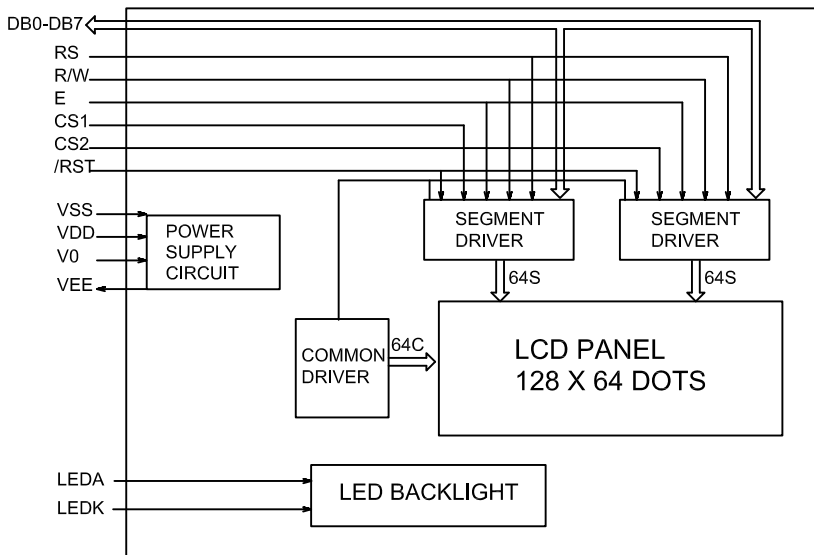 DB0-DB7
RS
R/W
E
CS1
CS2
/RST
VSS
VDD
V0
VEE
POWER
SUPPLY
CIRCUIT
SEGMENT
DRIVER
SEGMENT
DRIVER
64S
64S
COMMON
DRIVER
64C
LCD PANEL
128 X 64 DOTS
LEDA
LEDK
LED BACKLIGHT